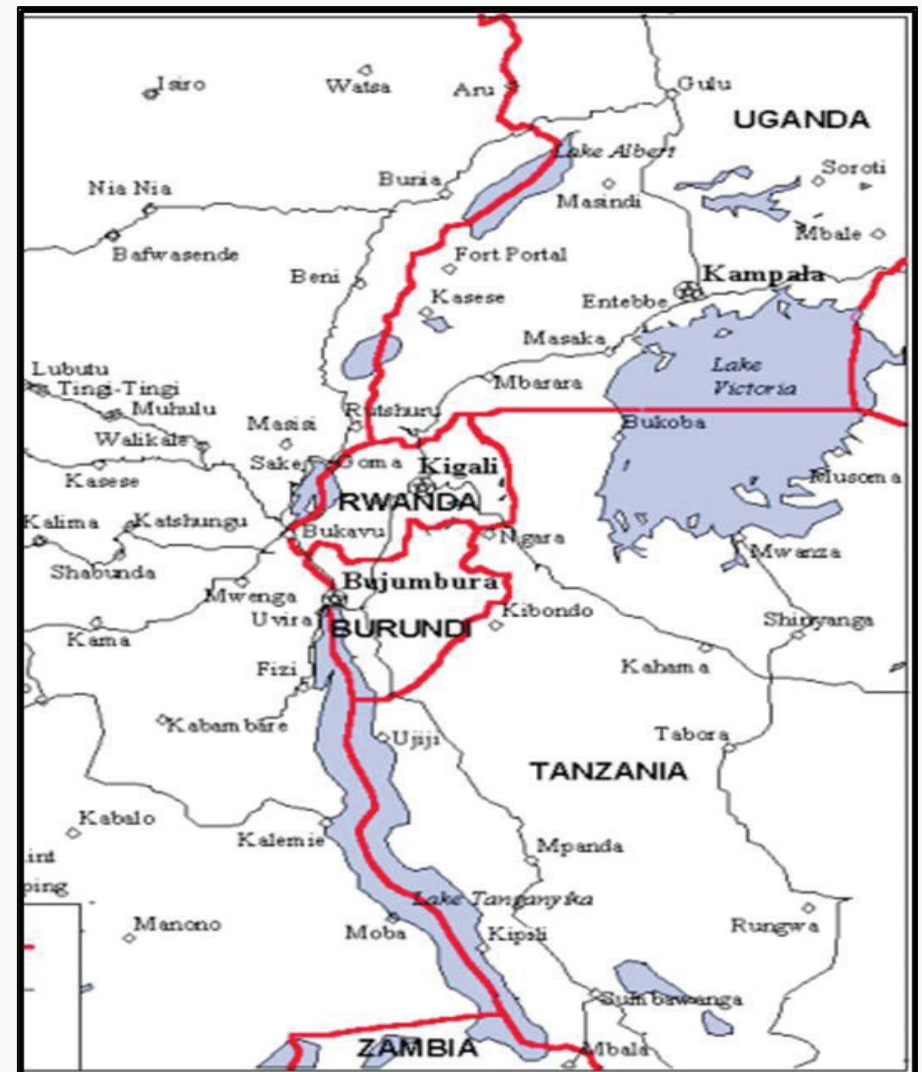 Isiro
Watsa
Aru
Gulu
UGANDA
Lake Albert
Soroti
Nia Nia
Bunia
Masindi
Bafwasende
Mbale
Fort Portal
Beni
Kampala
Kasese
Entebbe
Masaka
Lubutu
Lake
Victoria
Tingi-Tingi
Mbarara
Muhulu
Masisi
Rutshuru
Bukoba
Walikale
Sake
Goma
Kigali
Kasese
Musoma
RWANDA
Kalima
Katshungu
Bukavu
Ngara
Mwanza
Shabunda
Bujumbura
Mwenga
Kibondo
Uvira
BURUNDI
Shinyanga
Kama
Fizi
Kahama
Kabambare
Ujiji
Tabora
TANZANIA
Kabalo
Kalemie
Mpanda
int
ping
Lake Tanganyika
Manono
Moba
Kipili
Rungwa
Sumbawanga
ZAMBIA
Mbala